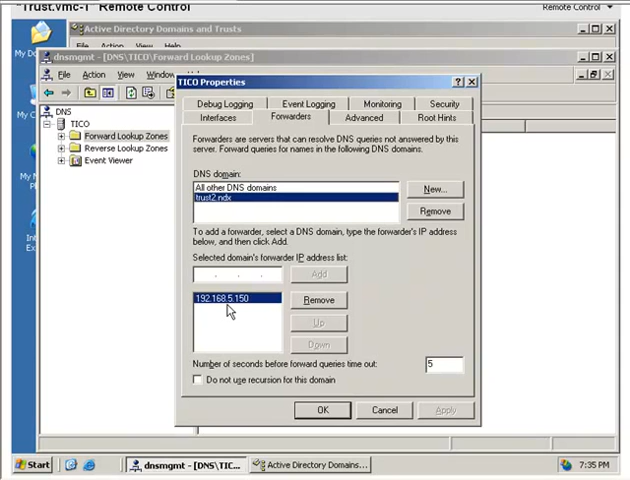 "Trust.vmc-1" Remote Control
Remote Control
Active Directory Domains and Trusts
dnsmgmt - [DNS\TICO\Forward Lookup Zones]
File Action View Window
DNS
TICO
Forward Lookup Zones
Reverse Lookup Zones
Event Viewer
TICO Properties
Debug Logging Event Logging Monitoring Security
Interfaces Forwarders Advanced Root Hints
Forwarders are servers that can resolve DNS queries not answered by this
server. Forward queries for names in the following DNS domains.
DNS domain:
All other DNS domains
trust2.ndx
New...
Remove
To add a forwarder, select a DNS domain, type the forwarder's IP address
below, and then click Add.
Selected domain's forwarder IP address list:
Add
192.168.5.150
Remove
Up
Down
Number of seconds before forward queries time out:
5
Do not use recursion for this domain
OK Cancel Apply
Start
dnsmgmt - [DNS\TIC...
Active Directory Domains...
7:35 PM